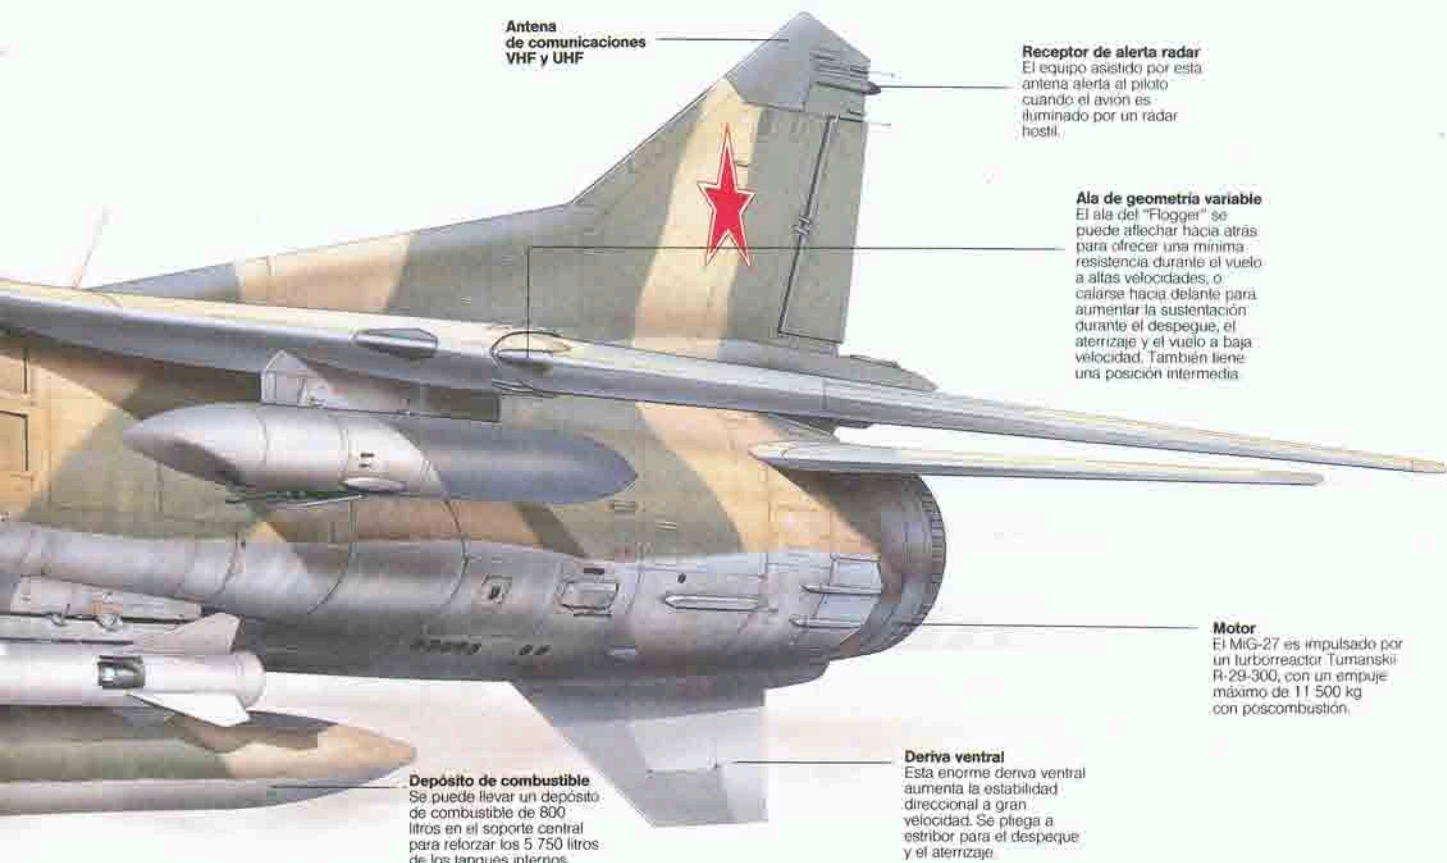 Antena
de comunicaciones
VHF y UHF
Receptor de alerta radar
El equipo asistido por esta
antena alerta al piloto
cuando el avión es
iluminado por un radar
hostil.
Ala de geometría variable
El ala del "Flogger" se
puede aflechar hacia atrás
para ofrecer una mínima
resistencia durante el vuelo
a altas velocidades, o
calarse hacia delante para
aumentar la sustentación
durante el despegue, el
aterrizaje y el vuelo a baja
velocidad. También tiene
una posición intermedia.
Motor
El MiG-27 es impulsado por
un turborreactor Tumanskii
R-29-300, con un empuje
máximo de 11 500 kg
con poscombustión.
Deriva ventral
Esta enorme deriva ventral
aumenta la estabilidad
direccional a gran
velocidad. Se pliega a
estribor para el despeque
y el aterrizaje.
Depósito de combustible
Se puede llevar un depósito
de combustible de 800
litros en el soporte central
para reforzar los 5 750 litros
de los tanques internos.